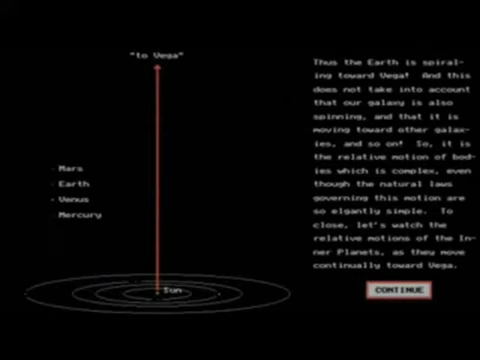 "to Vega"
Mars
Earth
Venus
Mercury
Sun
Thus the Earth is spiral-
ing toward Vega! And this
does not take into account
that our galaxy is also
spinning, and that it is
moving toward other galax-
ies, and so on! So, it is
the relative motion of bod-
ies which is complex, even
though the natural laws
governing this motion are
so elgantly simple. To
close, let's watch the
relative motions of the In-
ner Planets, as they move
continually toward Vega.
CONTINUE